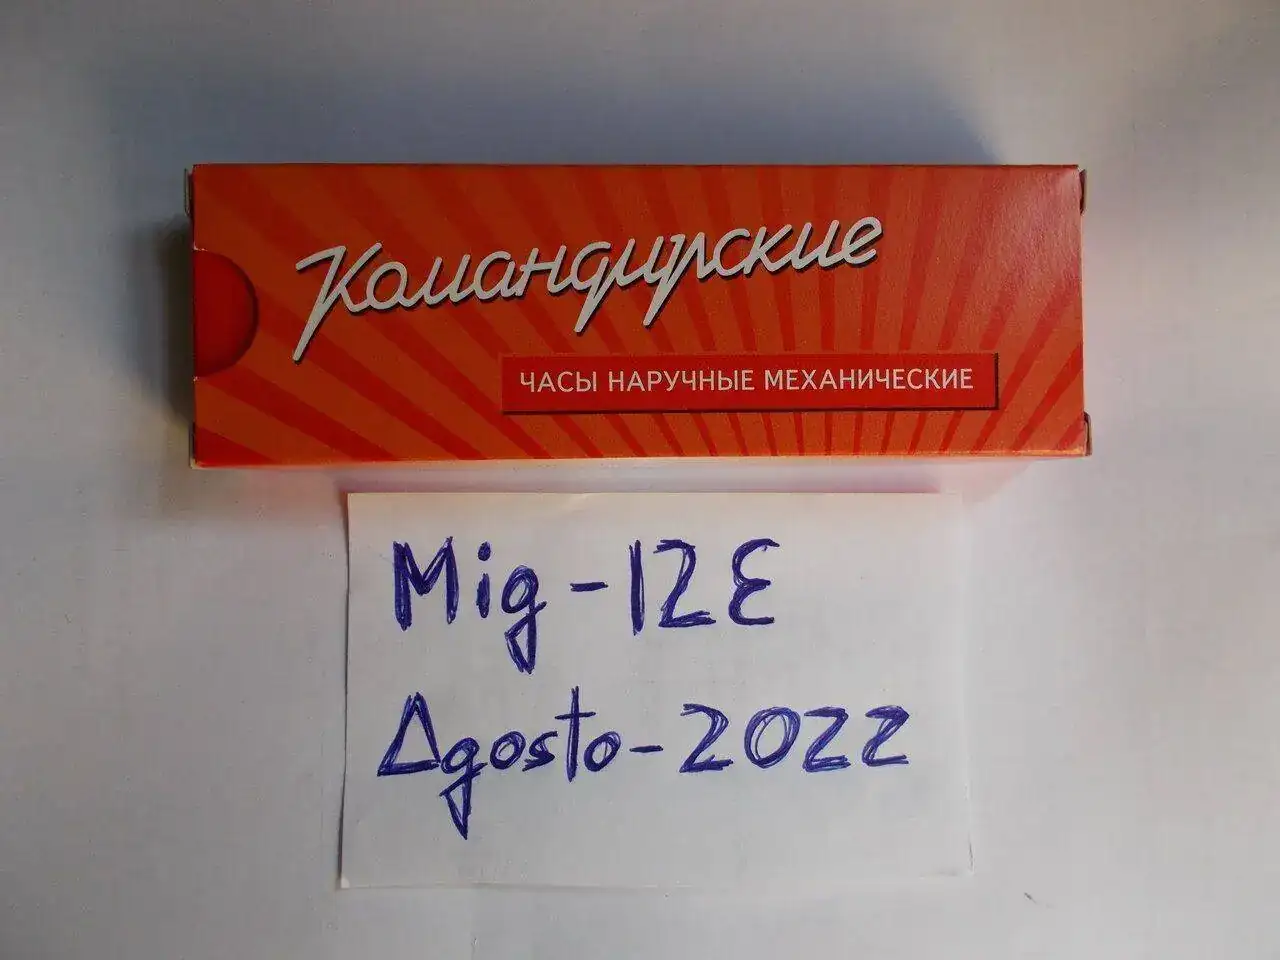 Командирские
ЧАСЫ НАРУЧНЫЕ МЕХАНИЧЕСКИЕ
Mig-12E
Agosto-2022